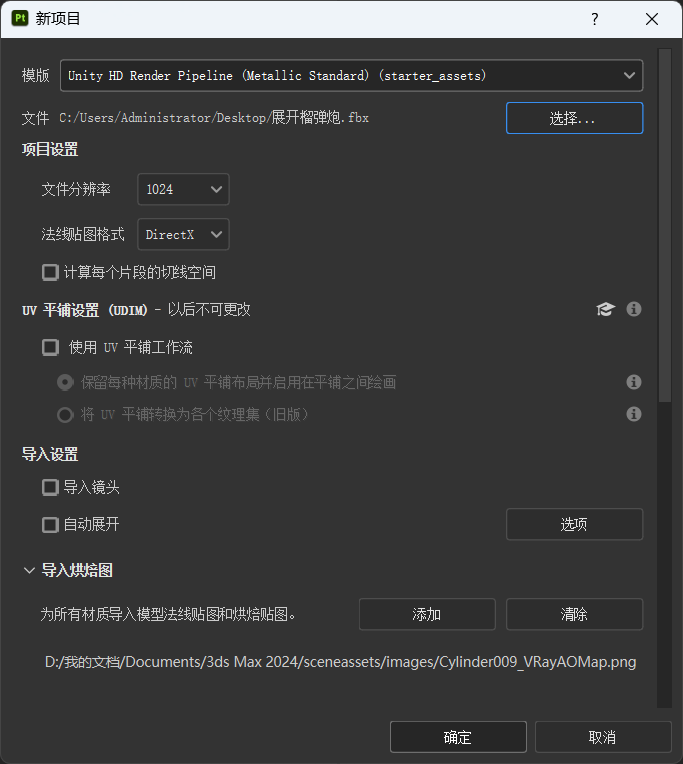 Pt 新项目 ?
模版 Unity HD Render Pipeline (Metallic Standard) (starter_assets)
文件 C:/Users/Administrator/Desktop/展开榴弹炮.fbx 选择...
项目设置
文件分辨率 1024
法线贴图格式 DirectX
计算每个片段的切线空间
UV 平铺设置 (UDIM) - 以后不可更改
使用 UV 平铺工作流
保留每种材质的 UV 平铺布局并启用在平铺之间绘画
将 UV 平铺转换为各个纹理集（旧版）
导入设置
导入镜头
自动展开 选项
导入烘焙图
为所有材质导入模型法线贴图和烘焙贴图。 添加 清除
D:/我的文档/Documents/3ds Max 2024/sceneassets/images/Cylinder009_VRayAOMap.png
确定 取消